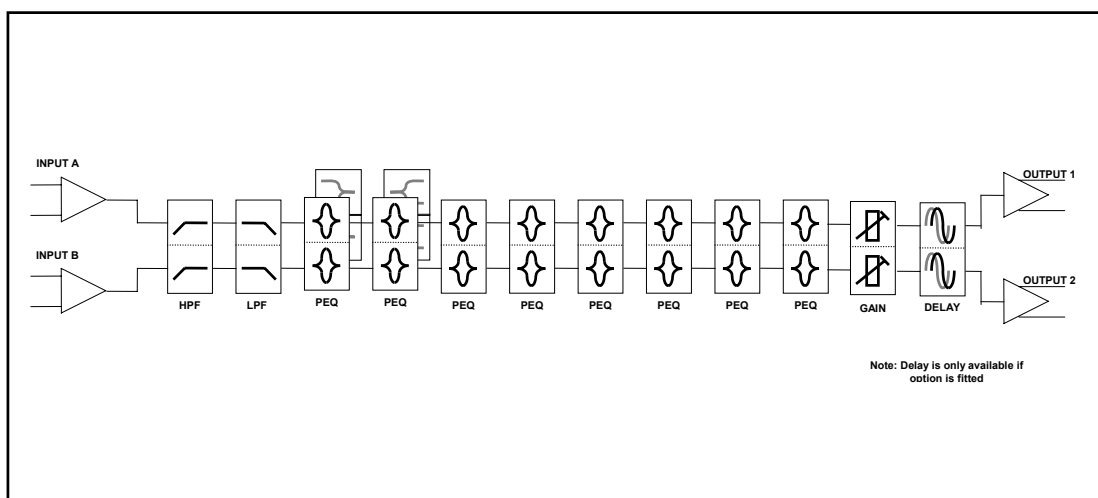 INPUT A
OUTPUT 1
INPUT B
OUTPUT 2
HPF
LPF
PEQ
PEQ
PEQ
PEQ
PEQ
PEQ
PEQ
PEQ
GAIN
DELAY
Note: Delay is only available if
option is fitted